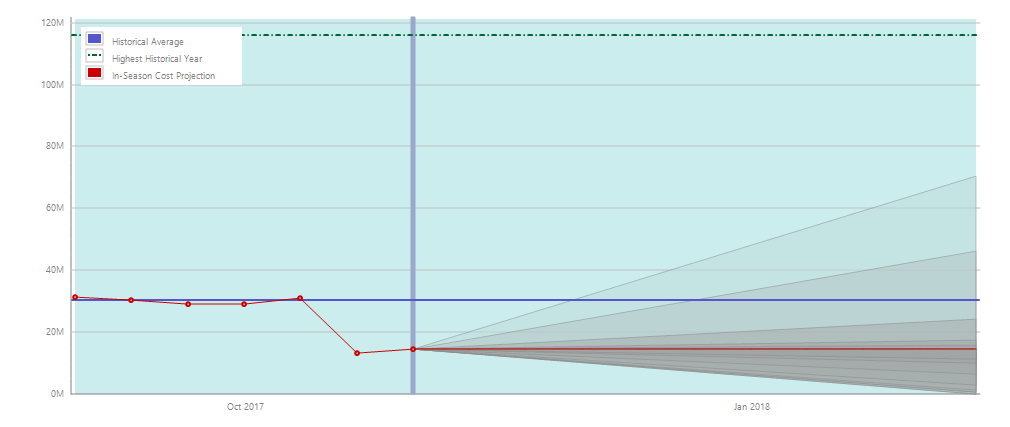 120M
100M
80M
60M
40M
20M
0M
Historical Average
Highest Historical Year
In-Season Cost Projection
Oct 2017
Jan 2018